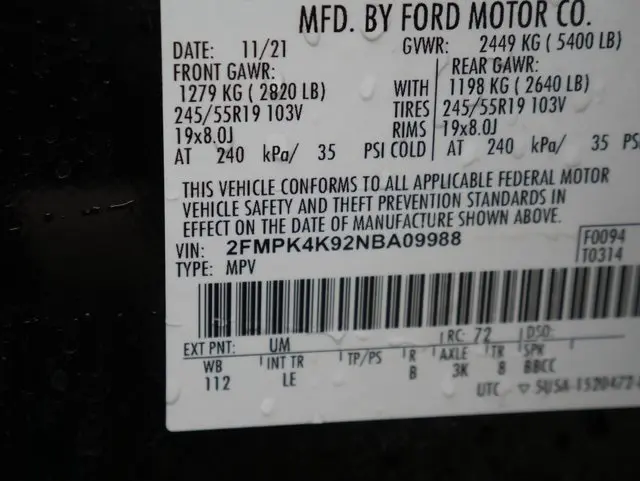 MFD. BY FORD MOTOR CO.
DATE: 11/21 GVWR: 2449 KG (5400 LB)
FRONT GAWR: REAR GAWR:
1279 KG (2820 LB) WITH 1198 KG (2640 LB)
245/55R19 103V TIRES 245/55R19 103V
19x8.0J RIMS 19x8.0J
AT 240 kPa/ 35 PSI COLD AT 240 kPa/ 35 PS
THIS VEHICLE CONFORMS TO ALL APPLICABLE FEDERAL MOTOR
VEHICLE SAFETY AND THEFT PREVENTION STANDARDS IN
EFFECT ON THE DATE OF MANUFACTURE SHOWN ABOVE.
VIN: 2FMPK4K92NBA09988 F0094
TYPE: MPV T0314
EXT PNT: UM RC: 72 DSO:
WB INT TR TP/PS R AXLE TR SPR
112 LE B 3K 8 BBCC
UTC